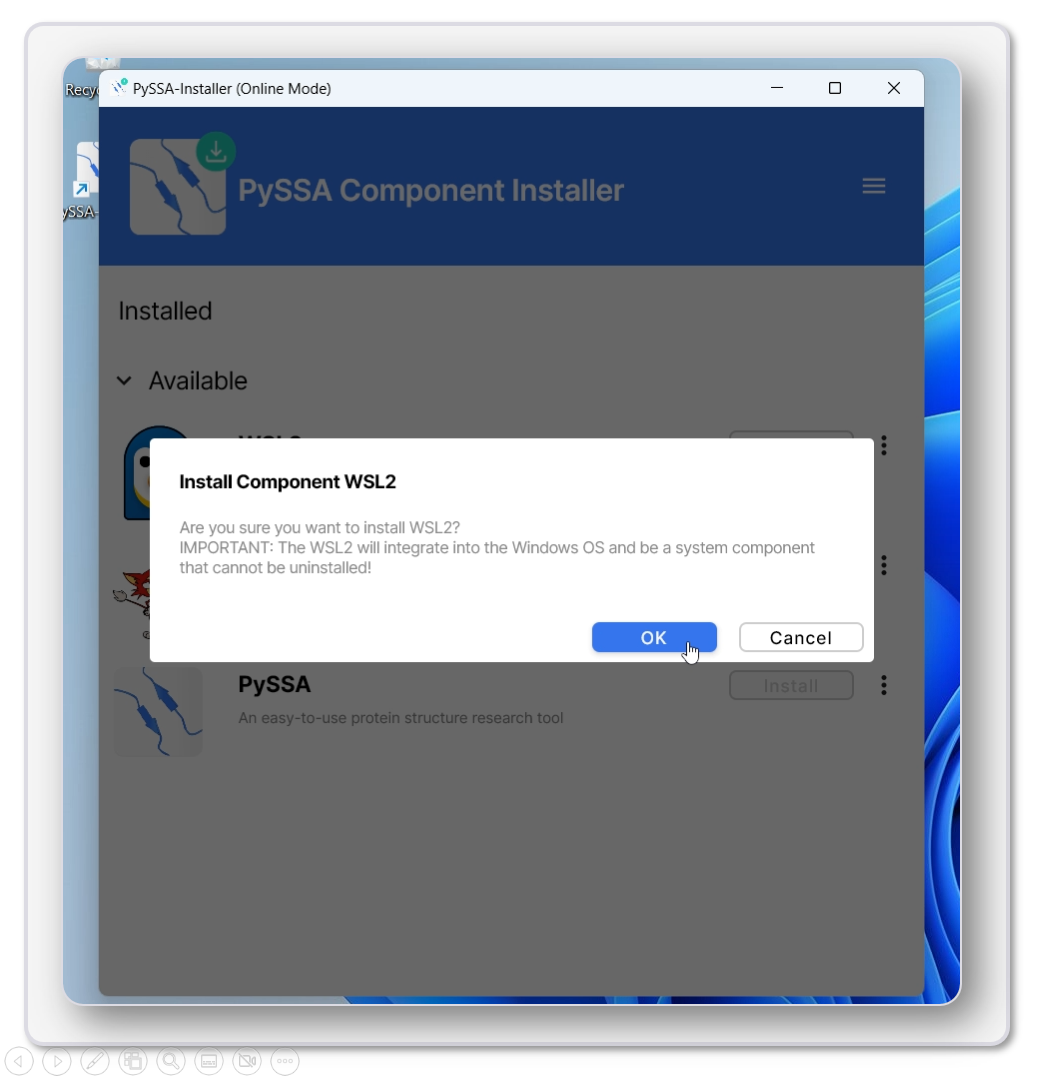 Recy
PySSA-Installer (Online Mode)
PySSA Component Installer
ySSA-
Installed
Available
WSL2
Install Component WSL2
Are you sure you want to install WSL2?
IMPORTANT: The WSL2 will integrate into the Windows OS and be a system component
that cannot be uninstalled!
OK
Cancel
PySSA
Install
An easy-to-use protein structure research tool